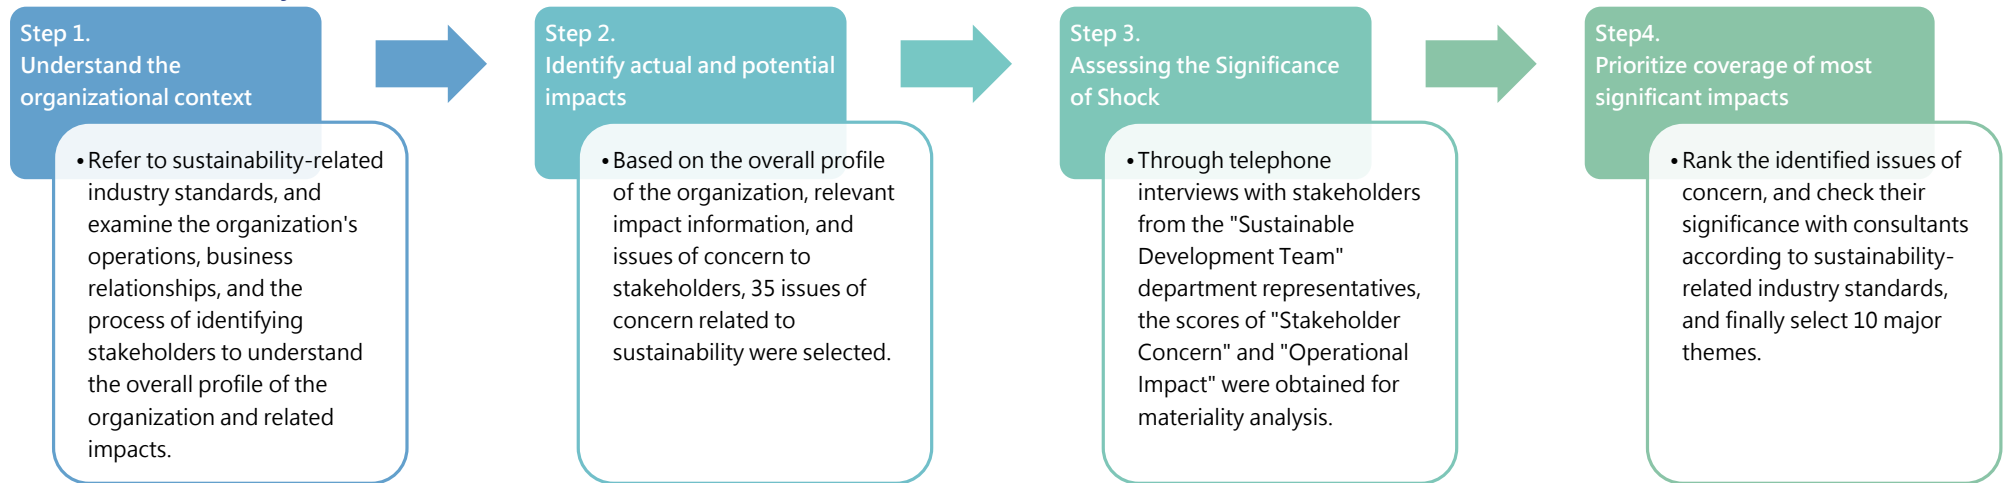 Step 1.
Understand the
organizational context
•Refer to sustainability-related
industry standards, and
examine the organization's
operations, business
relationships, and the
process of identifying
stakeholders to understand
the overall profile of the
organization and related
impacts.
Step 2.
Identify actual and potential
impacts
•Based on the overall profile
of the organization, relevant
impact information, and
issues of concern to
stakeholders, 35 issues of
concern related to
sustainability were selected.
Step 3.
Assessing the Significance
of Shock
•Through telephone
interviews with stakeholders
from the "Sustainable
Development Team"
department representatives,
the scores of "Stakeholder
Concern" and "Operational
Impact" were obtained for
materiality analysis.
Step4.
Prioritize coverage of most
significant impacts
•Rank the identified issues of
concern, and check their
significance with consultants
according to sustainability-
related industry standards,
and finally select 10 major
themes.